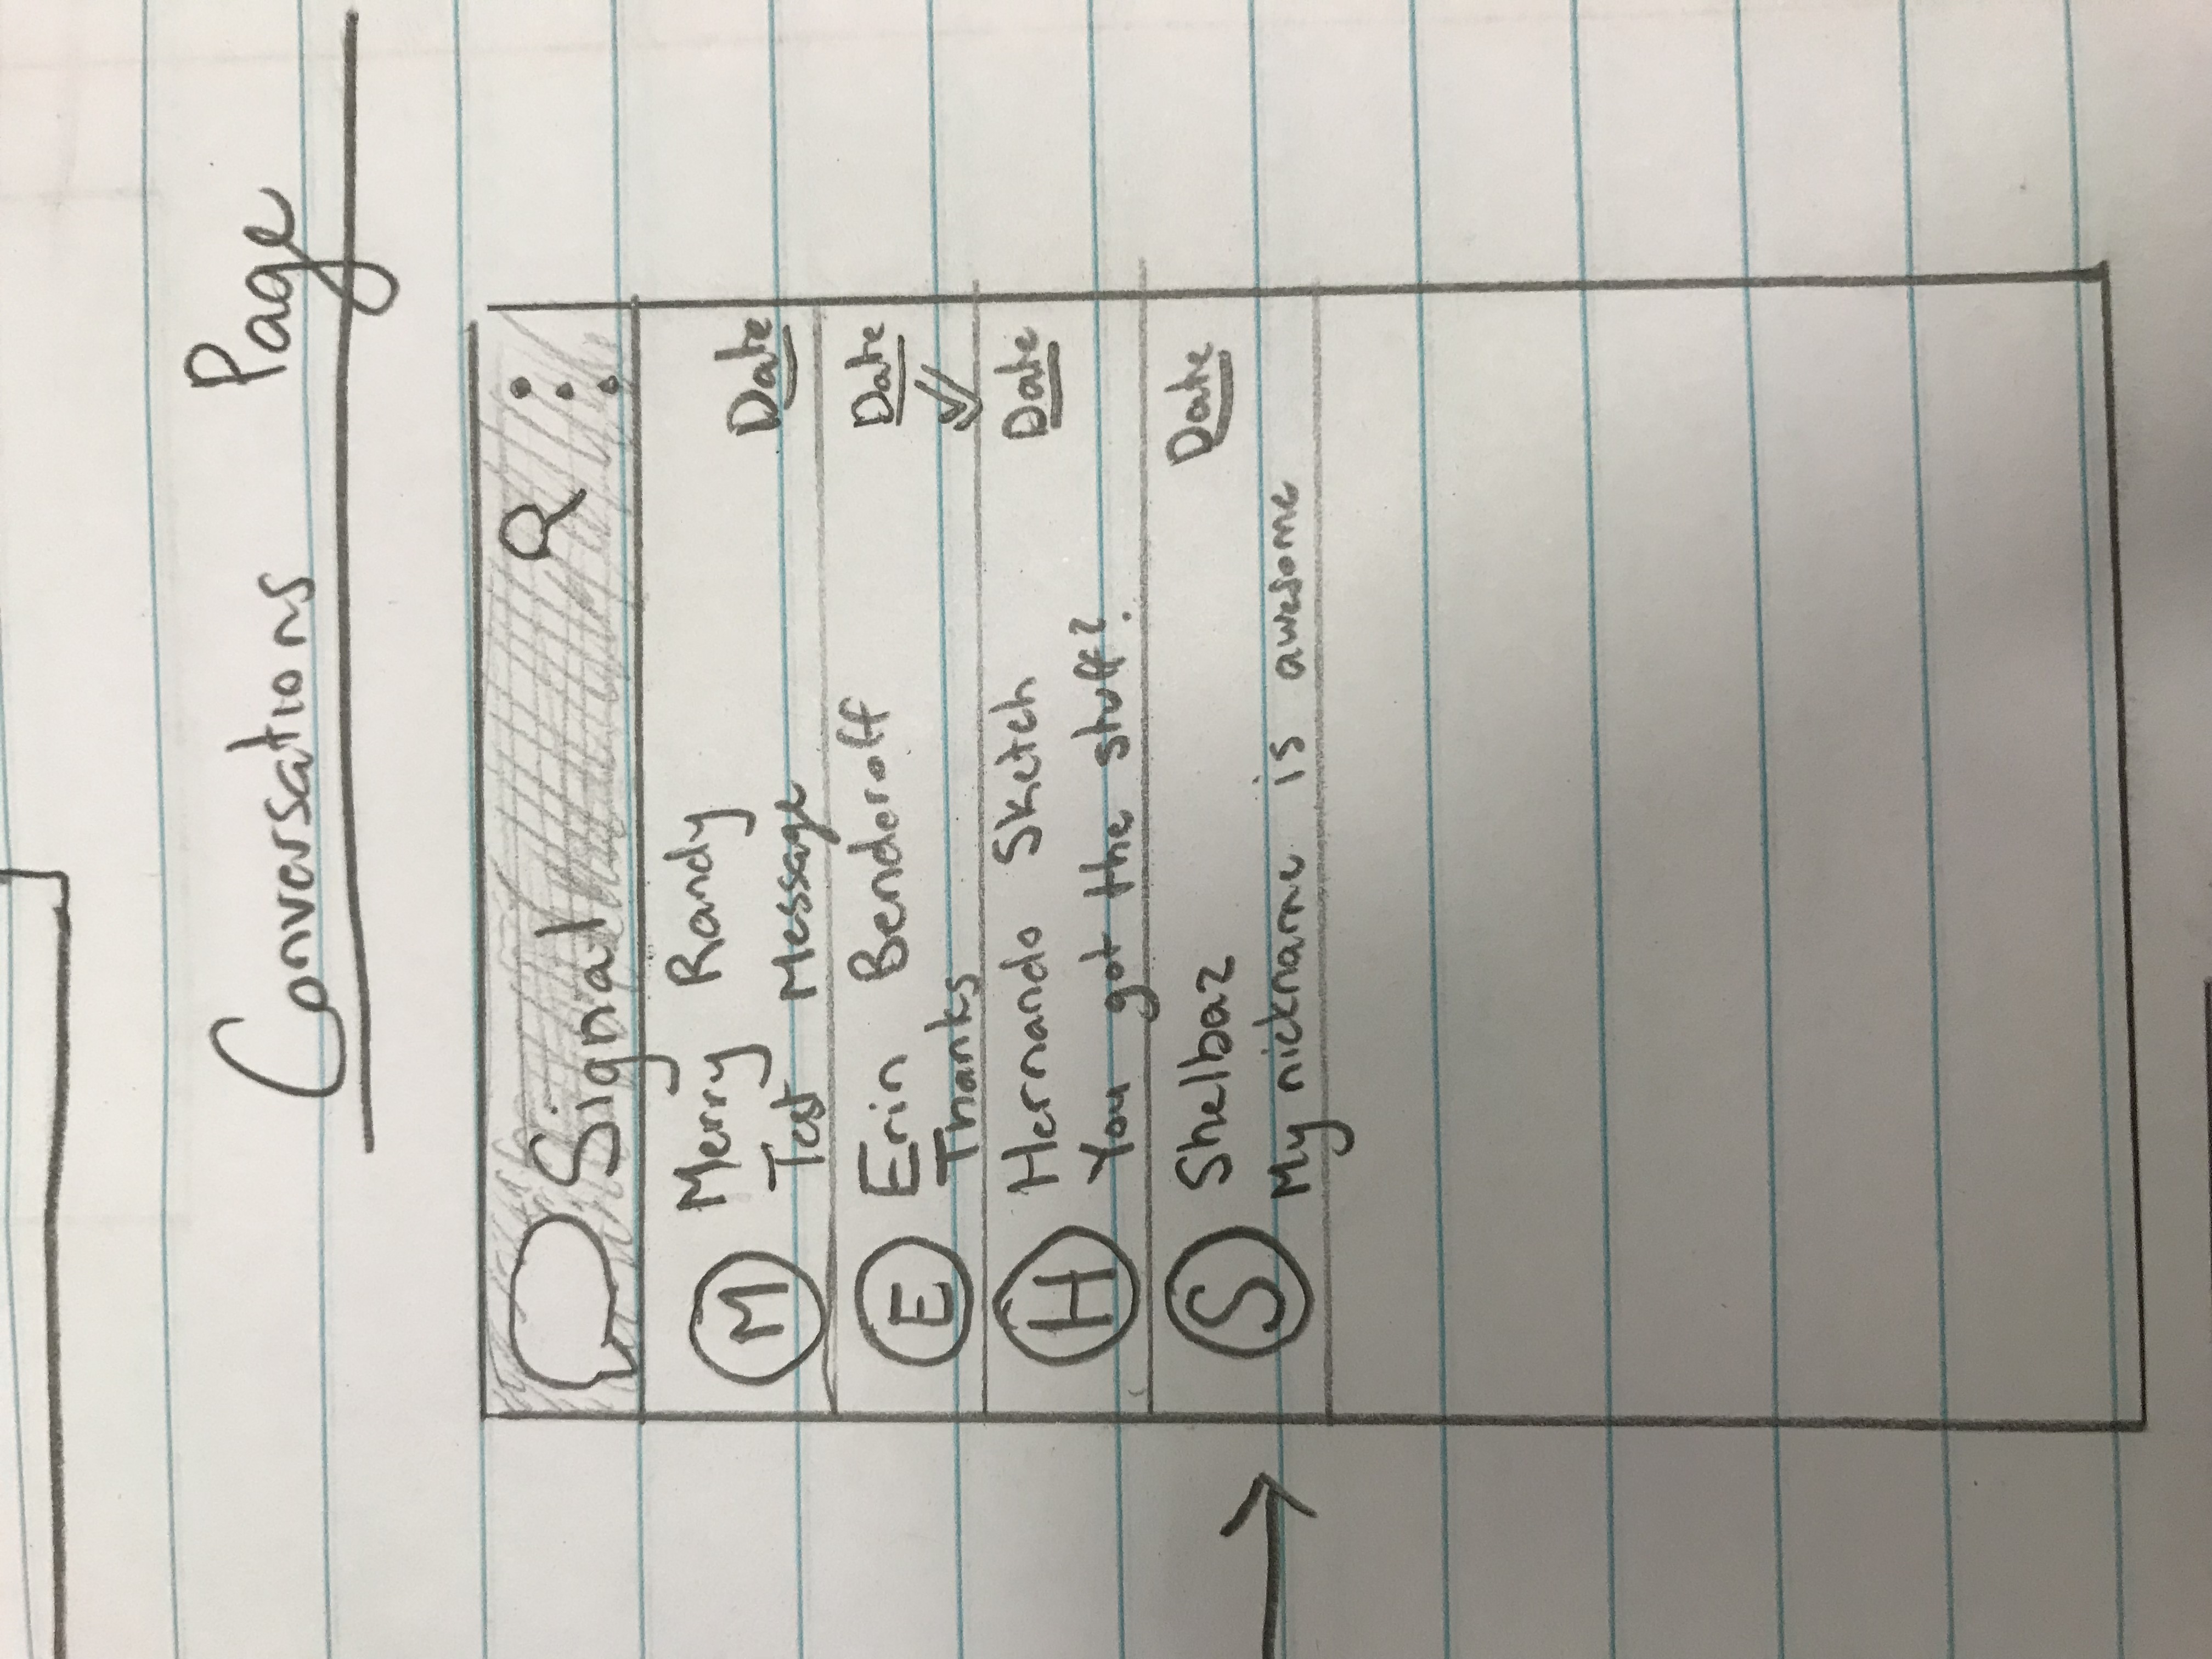 Conversations Page
Signal
M
Merry Randy
Test Message
Date
E
Erin Benderoff
Date
Thanks
H
Hernando Sketch
Date
You got the stuff?
S
Shelbaz
Date
My nickname is awesome